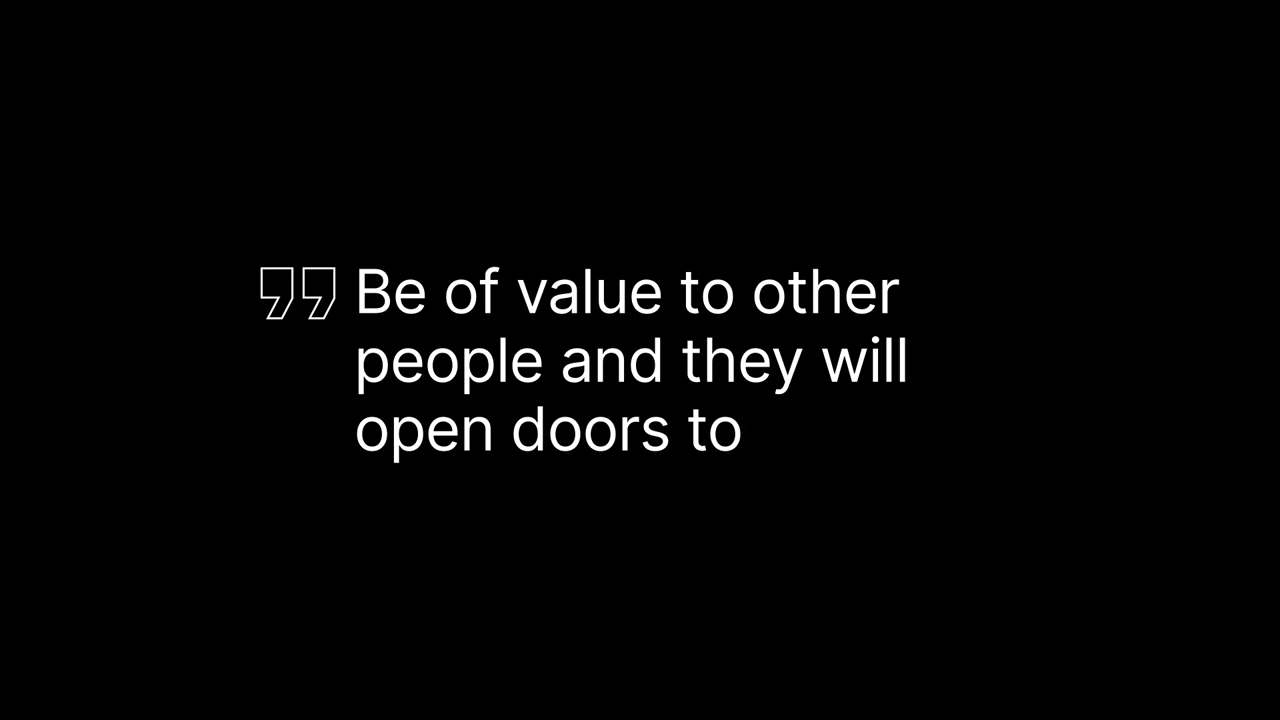 ” Be of value to other
people and they will
open doors to